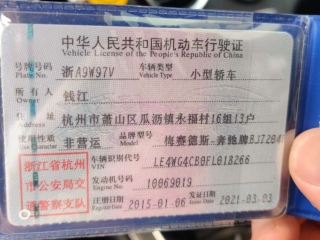 中华人民共和国机动车行驶证
Vehicle License of the People's Republic of China
号牌号码 浙A9W97V 车辆类型 小型轿车
Plate No. Vehicle Type
所有人 钱江
Owner
住址 杭州市萧山区瓜沥镇永福村16组13户
Address
使用性质 非营运 品牌型号 梅赛德斯-奔驰牌BJ7204
Use Character Model
浙江省杭州市公安局交通警察支队
车辆识别代号 LE4WG4CB0FL018266
VIN
发动机号码 10069019
Engine No.
注册日期 2015-01-06 发证日期 2021-03-03
Register Date Issue Date